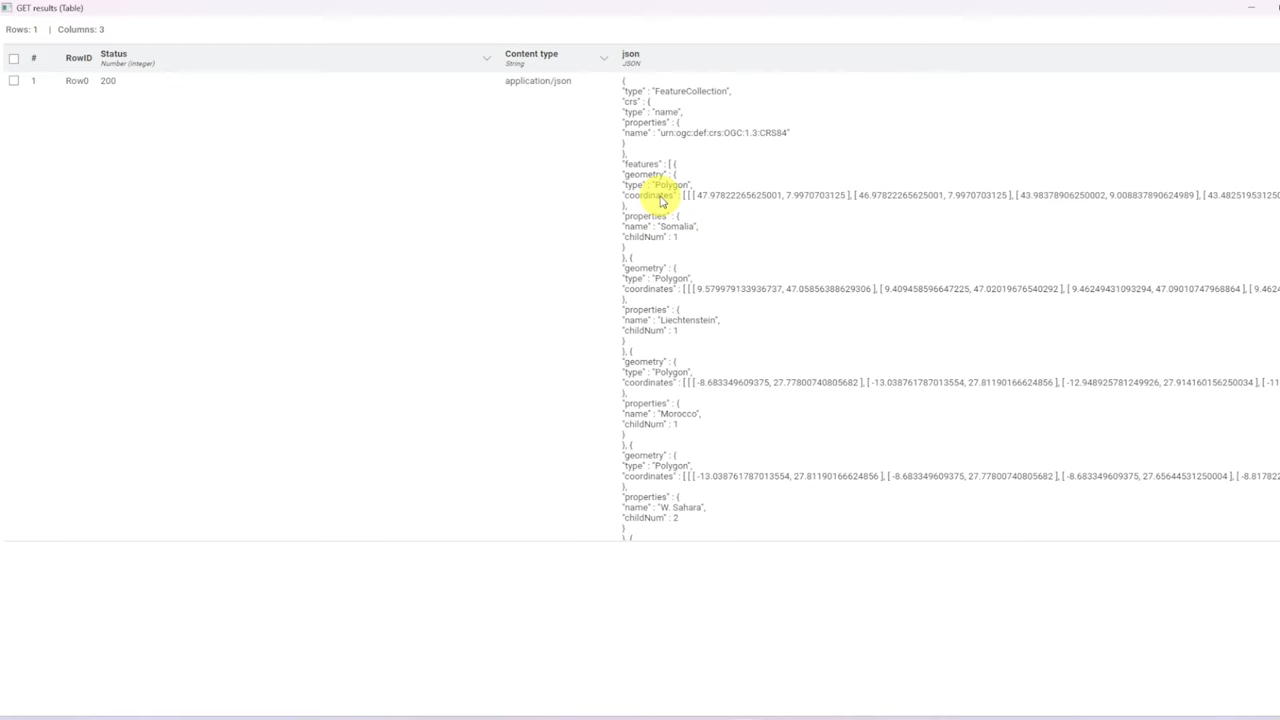 GET results (Table)
Rows: 1 | Columns: 3
# RowID Status Content type json
Number (integer) String JSON
1 Row0 200 application/json {
"type" : "FeatureCollection",
"crs" : {
"type" : "name",
"properties" : {
"name" : "urn:ogc:def:crs:OGC:1.3:CRS84"
}
},
"features" : [ {
"geometry" : {
"type" : "Polygon",
"coordinates" : [ [ [ 47.97822265625001, 7.9970703125 ], [ 46.97822265625001, 7.9970703125 ], [ 43.98378906250002, 9.008837890624989 ], [ 43.482519531250
},
"properties" : {
"name" : "Somalia",
"childNum" : 1
}
}, {
"geometry" : {
"type" : "Polygon",
"coordinates" : [ [ [ 9.579979133936737, 47.05856388629306 ], [ 9.409458596647225, 47.02019676540292 ], [ 9.46249431093294, 47.09010747968864 ], [ 9.4624
},
"properties" : {
"name" : "Liechtenstein",
"childNum" : 1
}
}, {
"geometry" : {
"type" : "Polygon",
"coordinates" : [ [ [ -8.683349609375, 27.77800740805682 ], [ -13.038761787013554, 27.81190166624856 ], [ -12.948925781249926, 27.914160156250034 ], [ -11
},
"properties" : {
"name" : "Morocco",
"childNum" : 1
}
}, {
"geometry" : {
"type" : "Polygon",
"coordinates" : [ [ [ -13.038761787013554, 27.81190166624856 ], [ -8.683349609375, 27.77800740805682 ], [ -8.683349609375, 27.65644531250004 ], [ -8.817822
},
"properties" : {
"name" : "W. Sahara",
"childNum" : 2
}
}, {